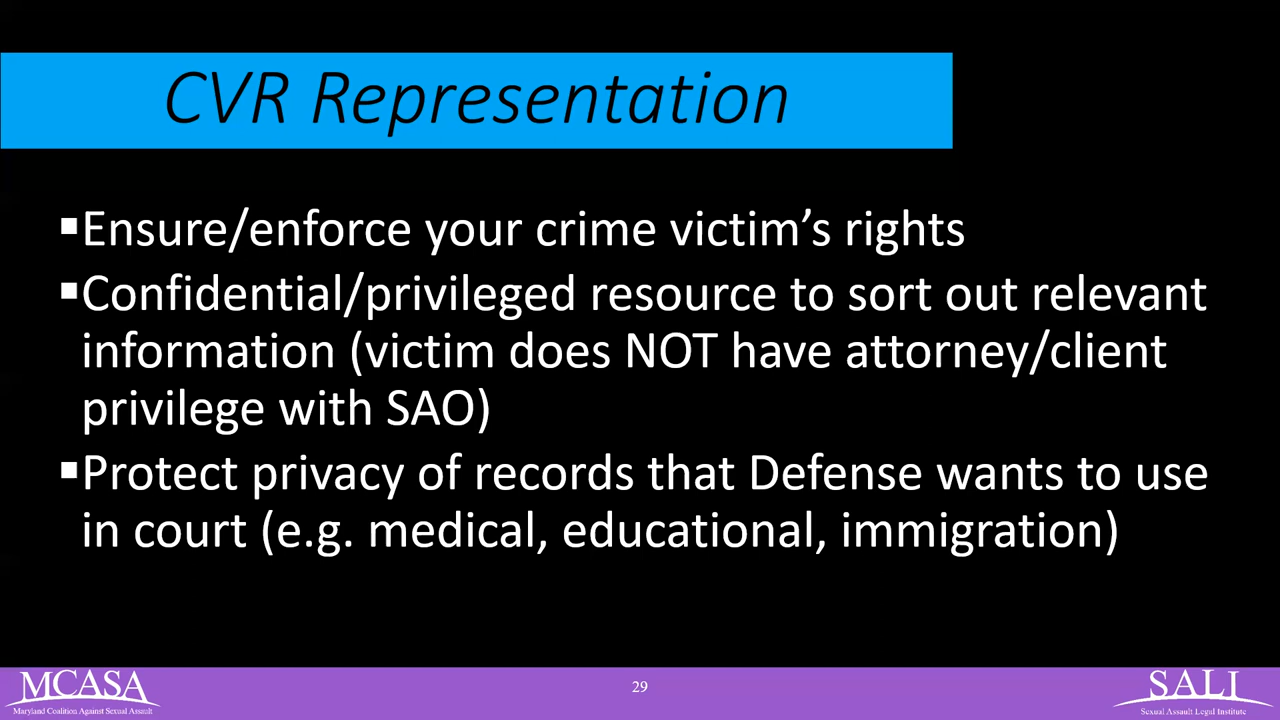 CVR Representation
▪Ensure/enforce your crime victim’s rights
▪Confidential/privileged resource to sort out relevant
information (victim does NOT have attorney/client
privilege with SAO)
▪Protect privacy of records that Defense wants to use
in court (e.g. medical, educational, immigration)
MCASA
Maryland Coalition Against Sexual Assault
29
SALI
Sexual Assault Legal Institute